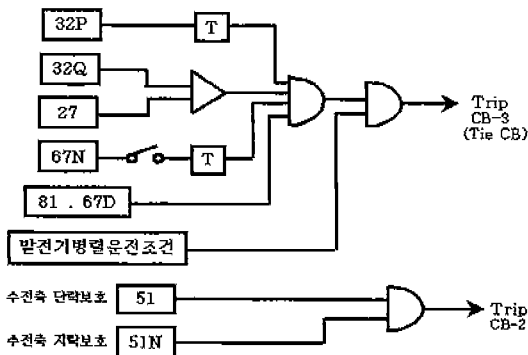 32P
T
32Q
27
67N
T
81 . 67D
발전기병렬운전조건
Trip
CB-3
(Tie CB)
수전측 단락보호
51
수전측 지락보호
51N
Trip
CB-2